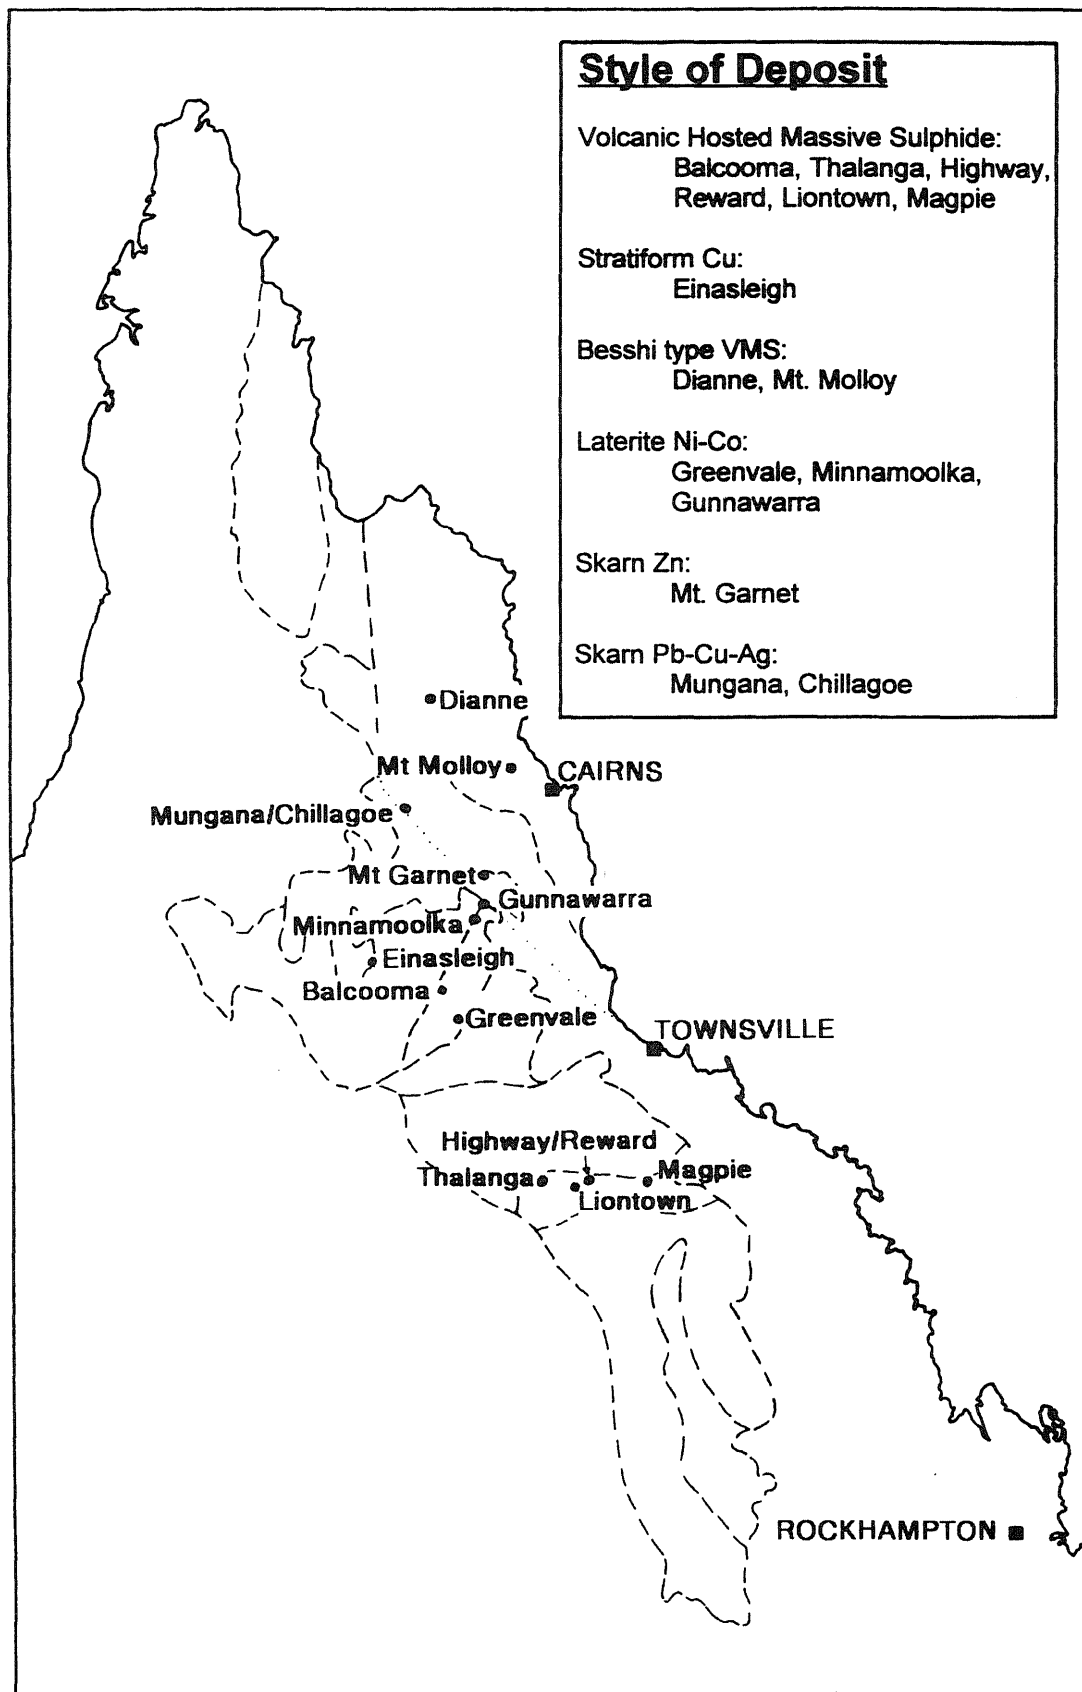 Style of Deposit
Volcanic Hosted Massive Sulphide:
Balcooma, Thalanga, Highway,
Reward, Liontown, Magpie
Stratiform Cu:
Einasleigh
Besshi type VMS:
Dianne, Mt. Molloy
Laterite Ni-Co:
Greenvale, Minnamoolka,
Gunnawarra
Skarn Zn:
Mt. Garnet
Skarn Pb-Cu-Ag:
Mungana, Chillagoe
Dianne
Mt Molloy
CAIRNS
Mungana/Chillagoe
Mt Garnet
Gunnawarra
Minnamoolka
Einasleigh
Balcooma
Greenvale
TOWNSVILLE
Highway/Reward
Thalanga
Magpie
Liontown
ROCKHAMPTON